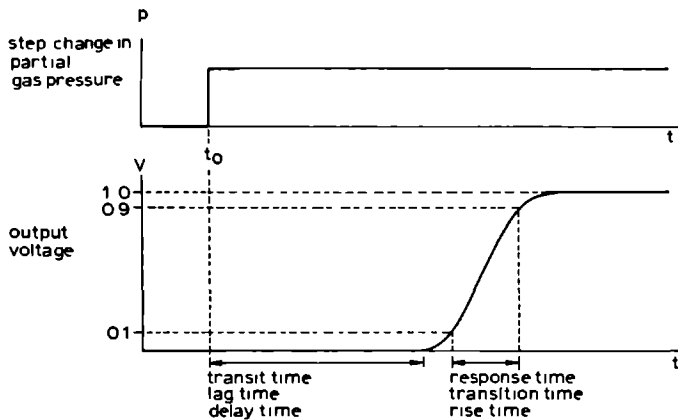 p
step change in
partial
gas pressure
t
t₀
V
1 0
0 9
output
voltage
0 1
t
transit time
lag time
delay time
response time
transition time
rise time